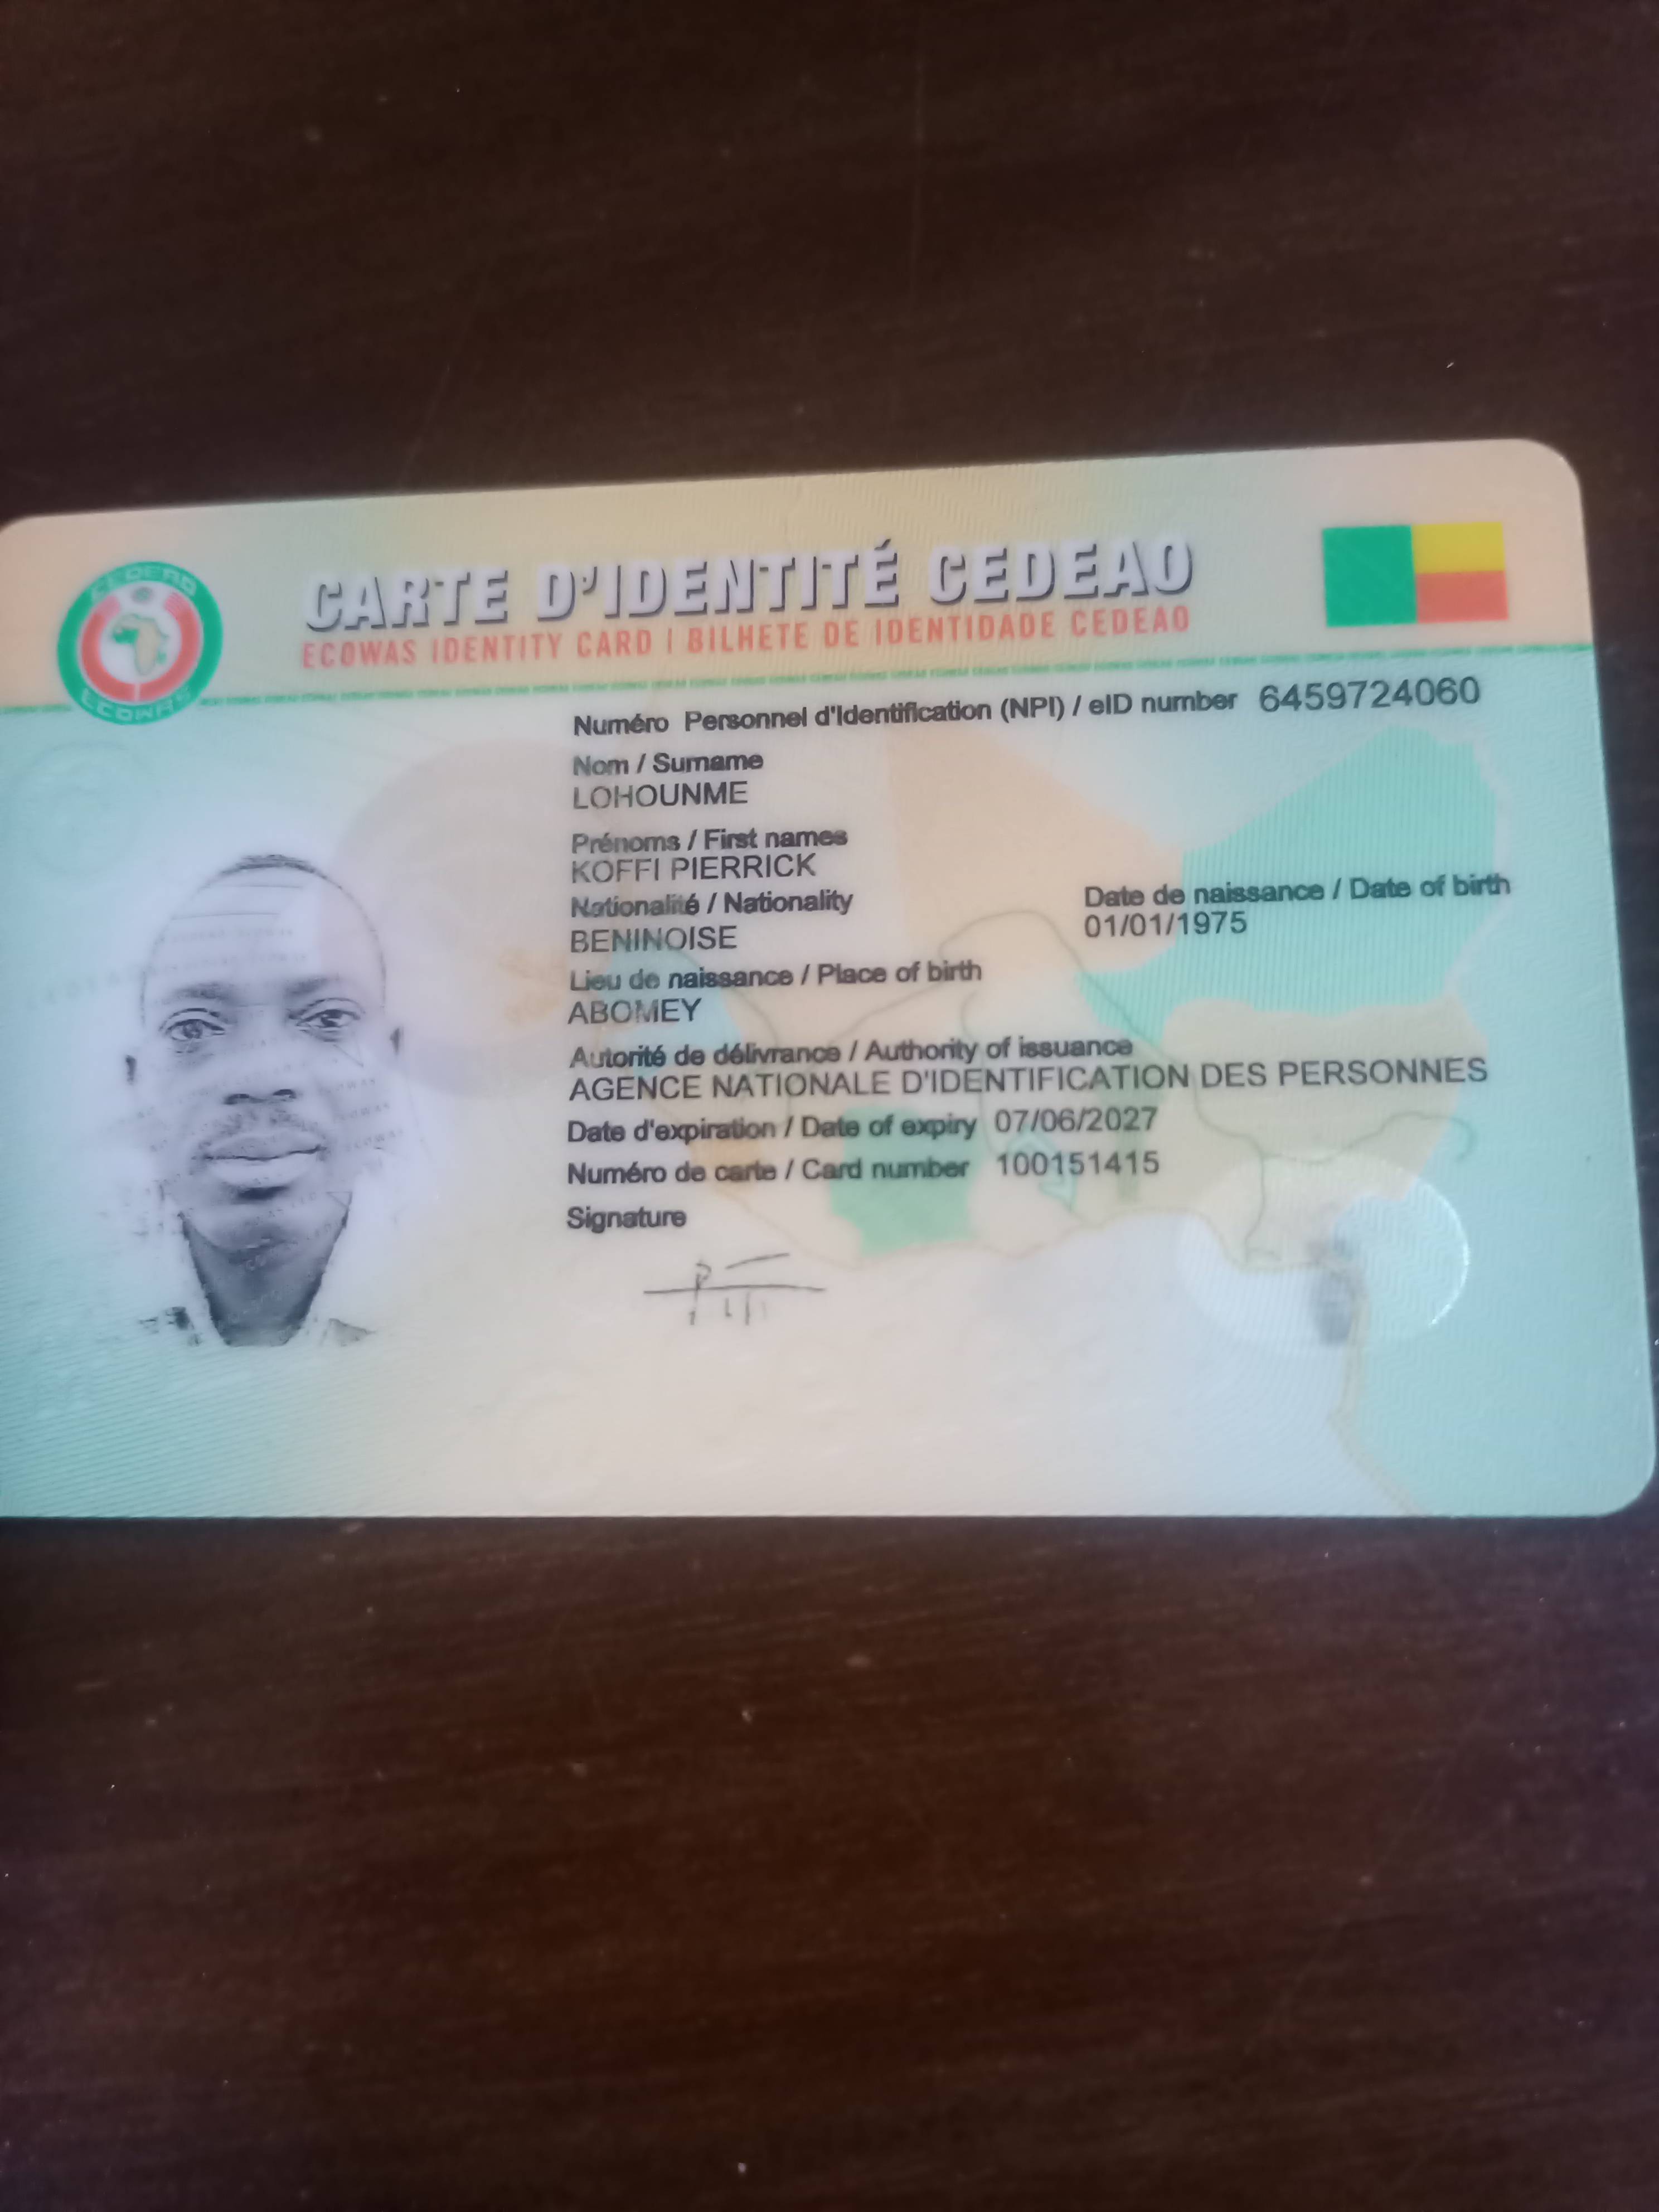 CEDEAO
ECOWAS
CARTE D'IDENTITÉ CEDEAO
ECOWAS IDENTITY CARD | BILHETE DE IDENTIDADE CEDEAO
Numéro Personnel d'Identification (NPI) / eID number 6459724060
Nom / Surname
LOHOUNME
Prénoms / First names
KOFFI PIERRICK
Nationalité / Nationality
BENINOISE
Date de naissance / Date of birth
01/01/1975
Lieu de naissance / Place of birth
ABOMEY
Autorité de délivrance / Authority of issuance
AGENCE NATIONALE D'IDENTIFICATION DES PERSONNES
Date d'expiration / Date of expiry 07/06/2027
Numéro de carte / Card number 100151415
Signature